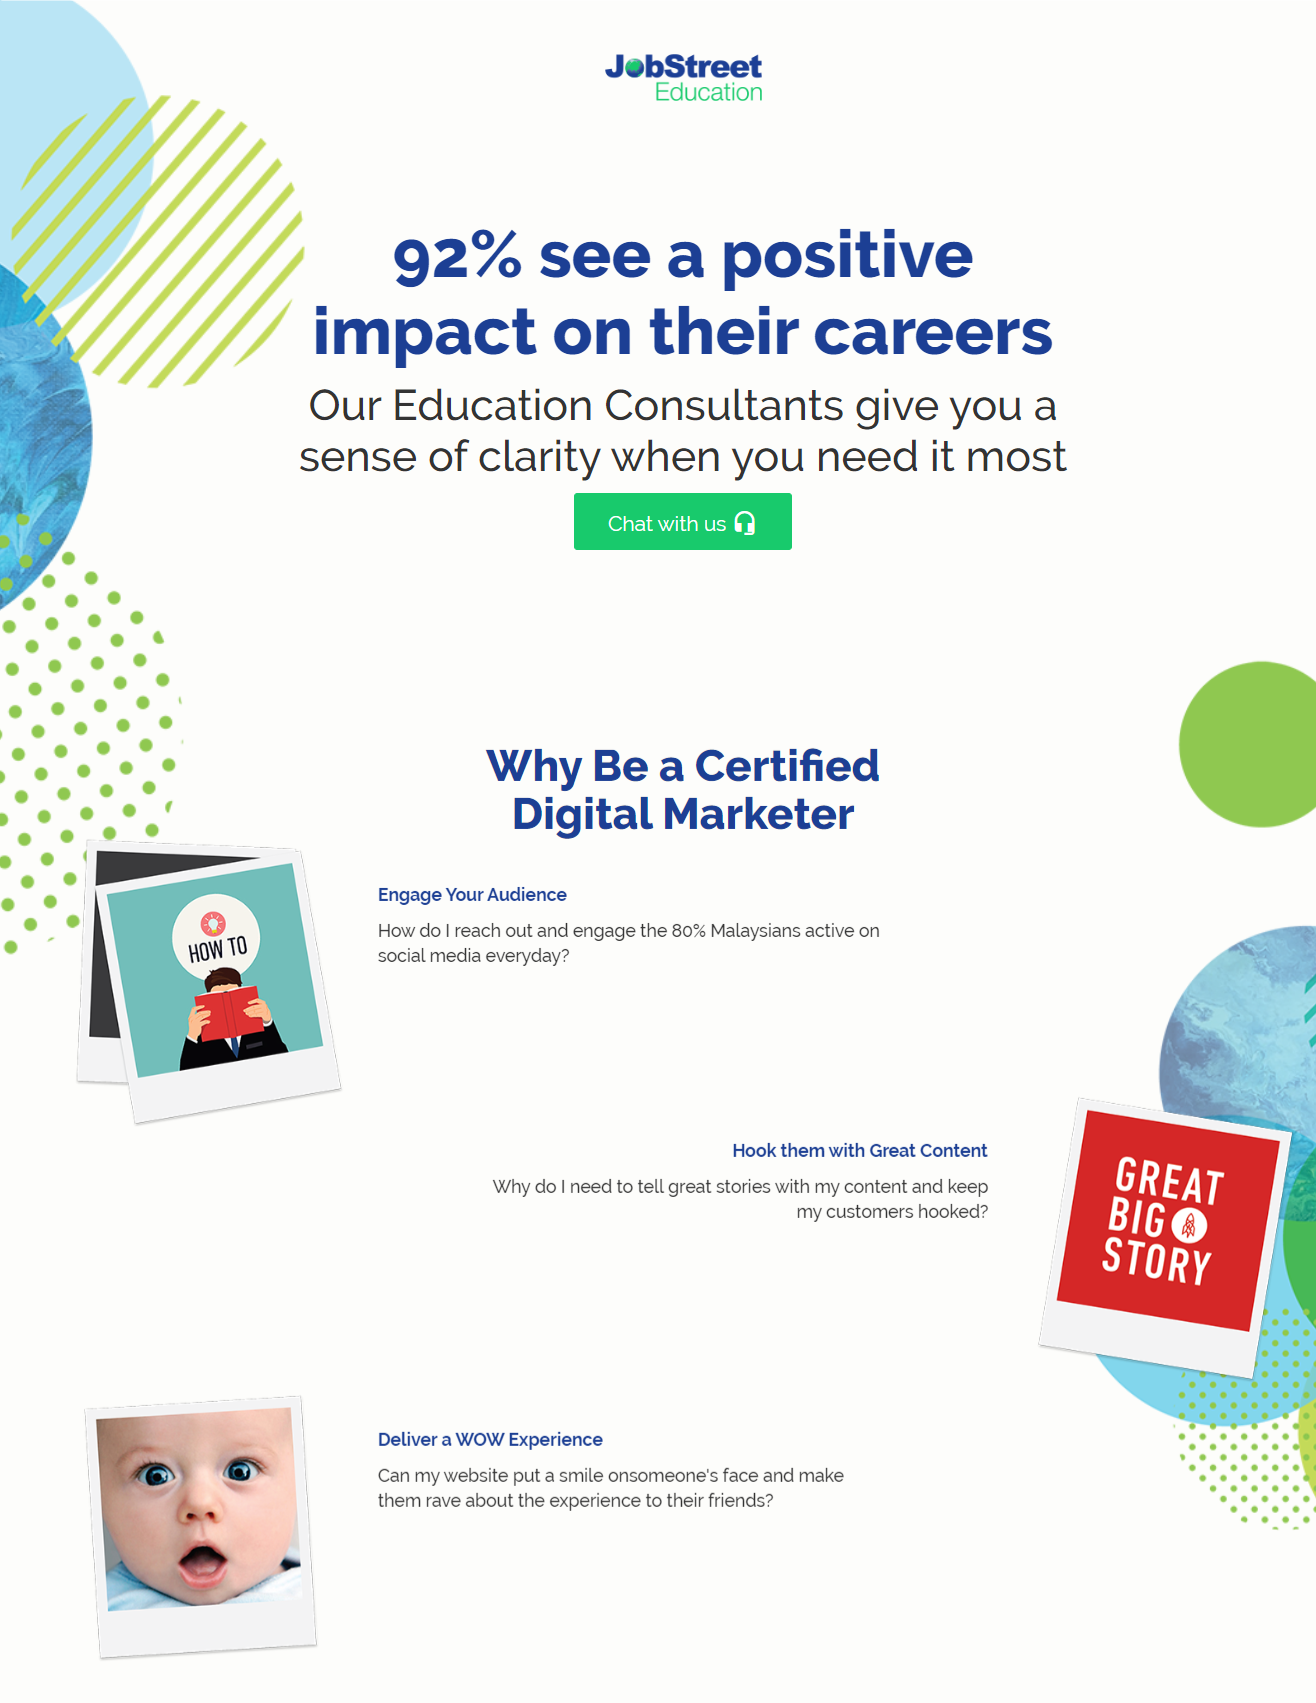 JobStreet
Education
92% see a positive
impact on their careers
Our Education Consultants give you a
sense of clarity when you need it most
Chat with us
Why Be a Certified
Digital Marketer
Engage Your Audience
How do I reach out and engage the 80% Malaysians active on
social media everyday?
HOW TO
Hook them with Great Content
Why do I need to tell great stories with my content and keep
my customers hooked?
GREAT
BIG
STORY
Deliver a WOW Experience
Can my website put a smile onsomeone's face and make
them rave about the experience to their friends?